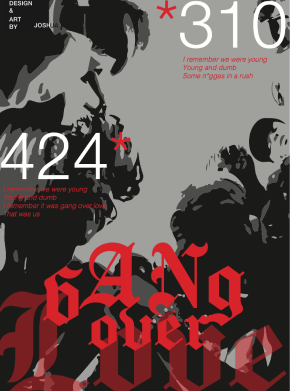 DESIGN
&
ART
BY JOSH
*310
I remember we were young
Young and dumb
Some n*ggas in a rush
424*
I remember we were young
Young and dumb
I remember it was gang over love
That was us
GANg
over
Love